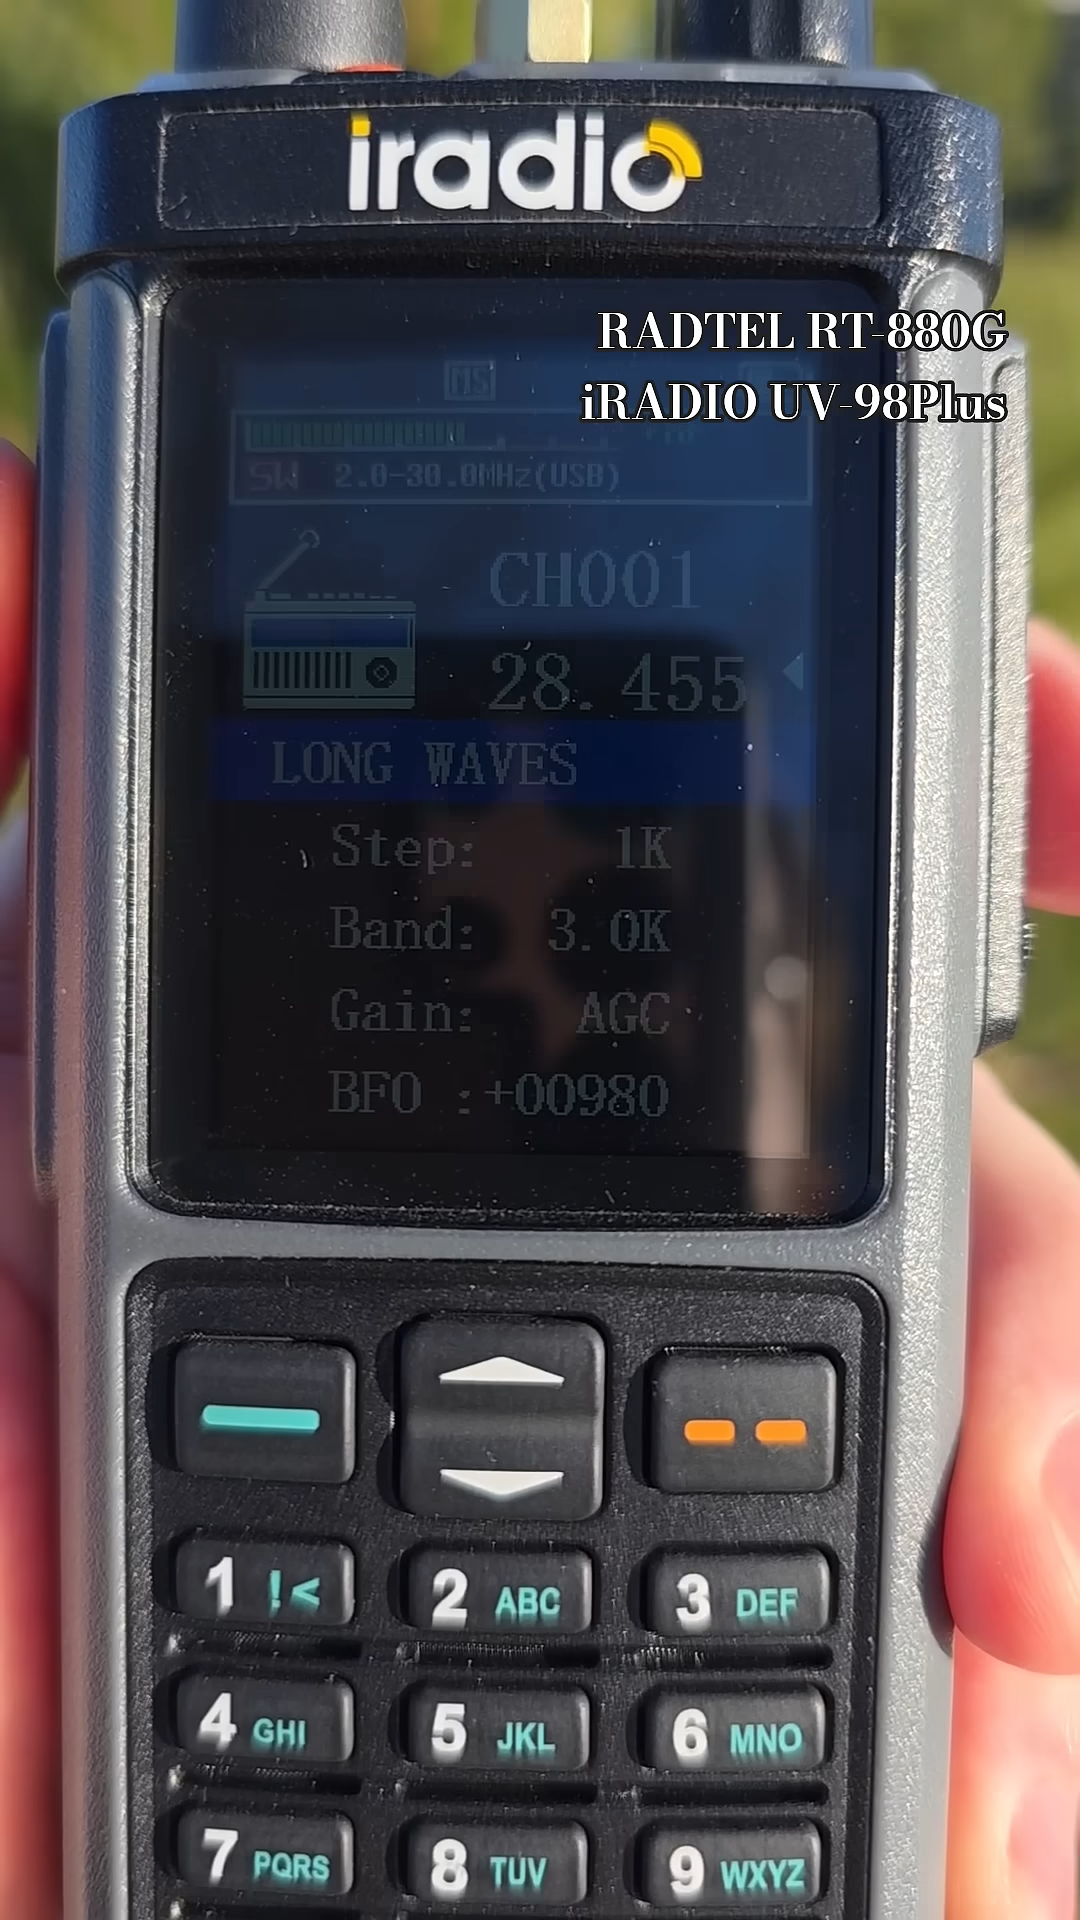 iradio
RADTEL RT-880G
iRADIO UV-98Plus
MS
SW 2.0-30.0MHz(USB)
CH001
28.455
LONG WAVES
Step: 1K
Band: 3.0K
Gain: AGC
BFO :+00980
1 !< 2 ABC 3 DEF
4 GHI 5 JKL 6 MNO
7 PQRS 8 TUV 9 WXYZ